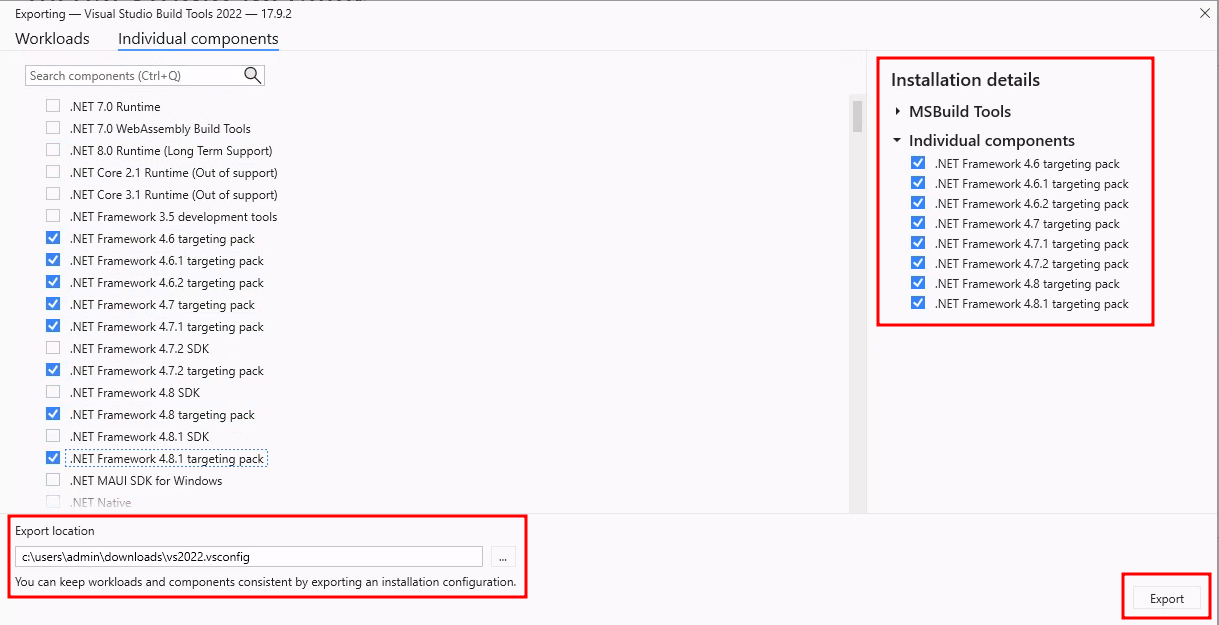 Exporting — Visual Studio Build Tools 2022 — 17.9.2
Workloads
Individual components
Search components (Ctrl+Q)
.NET 7.0 Runtime
.NET 7.0 WebAssembly Build Tools
.NET 8.0 Runtime (Long Term Support)
.NET Core 2.1 Runtime (Out of support)
.NET Core 3.1 Runtime (Out of support)
.NET Framework 3.5 development tools
.NET Framework 4.6 targeting pack
.NET Framework 4.6.1 targeting pack
.NET Framework 4.6.2 targeting pack
.NET Framework 4.7 targeting pack
.NET Framework 4.7.1 targeting pack
.NET Framework 4.7.2 SDK
.NET Framework 4.7.2 targeting pack
.NET Framework 4.8 SDK
.NET Framework 4.8 targeting pack
.NET Framework 4.8.1 SDK
.NET Framework 4.8.1 targeting pack
.NET MAUI SDK for Windows
.NET Native
Installation details
MSBuild Tools
Individual components
.NET Framework 4.6 targeting pack
.NET Framework 4.6.1 targeting pack
.NET Framework 4.6.2 targeting pack
.NET Framework 4.7 targeting pack
.NET Framework 4.7.1 targeting pack
.NET Framework 4.7.2 targeting pack
.NET Framework 4.8 targeting pack
.NET Framework 4.8.1 targeting pack
Export location
c:\users\admin\downloads\vs2022.vsconfig
...
You can keep workloads and components consistent by exporting an installation configuration.
Export